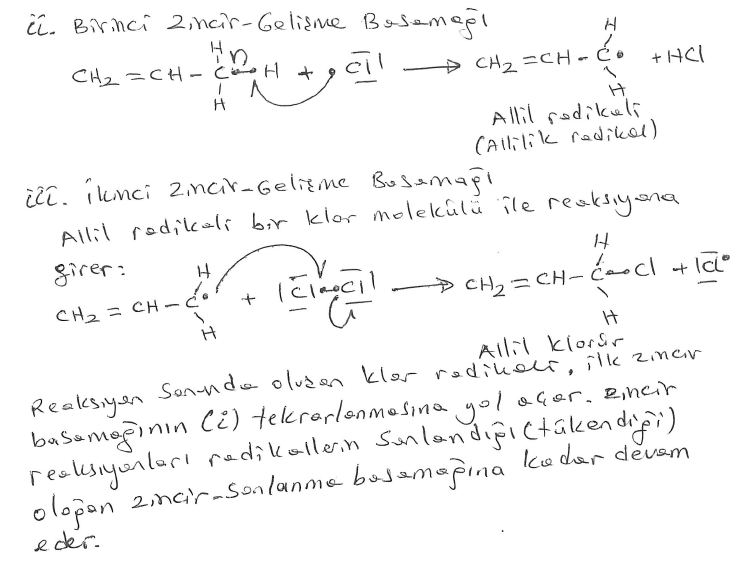 ii. Birinci Zincir-Gelişme Basamağı
CH2 = CH - C H + Cl → CH2 = CH - C + HCl
H H H H
Allil radikali
(Allilik radikal)
iii. İkinci Zincir-Gelişme Basamağı
Allil radikali bir klor molekülü ile reaksiyona
girer:
CH2 = CH - C• + |Cl Cl| → CH2 = CH - C Cl + |Cl•
H H H H
Allil klorür
Reaksiyon sonunda oluşan klor radikali, ilk zincir
basamağının (i) tekrarlanmasına yol açar. Zincir
reaksiyonları radikallerin sonlandığı (tükendiği)
olağan zincir-sonlanma basamağına kadar devam
eder.